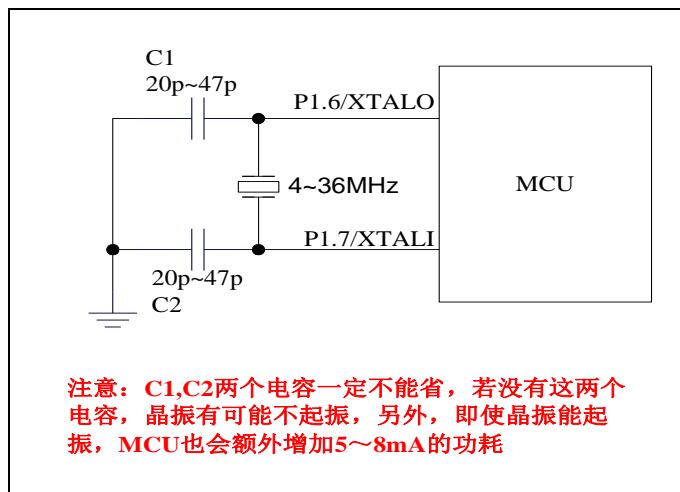 C1
20p~47p
P1.6/XTALO
4~36MHz
MCU
P1.7/XTALI
20p~47p
C2
注意：C1,C2两个电容一定不能省，若没有这两个
电容，晶振有可能不起振，另外，即使晶振能起
振，MCU也会额外增加5～8mA的功耗